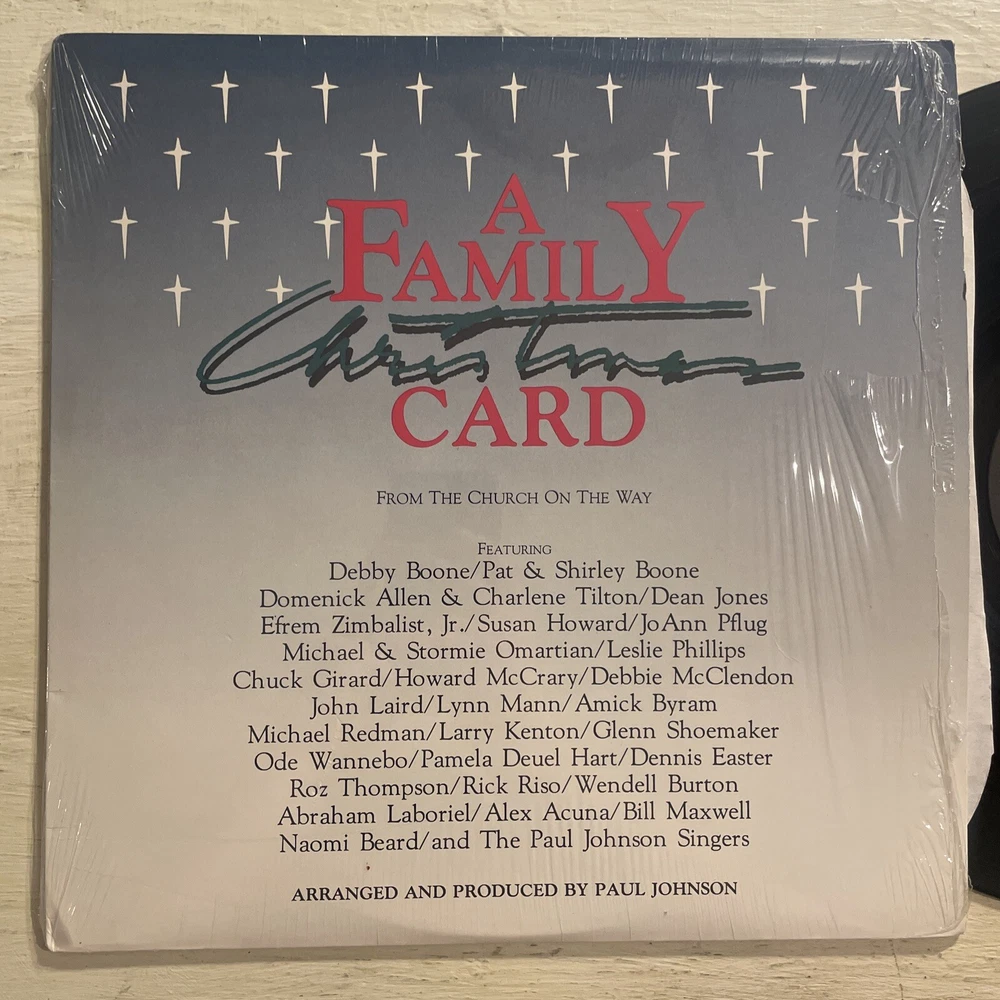 A
FAMILY
Christmas
CARD
FROM THE CHURCH ON THE WAY
FEATURING
Debby Boone/Pat & Shirley Boone
Domenick Allen & Charlene Tilton/Dean Jones
Efrem Zimbalist, Jr./Susan Howard/JoAnn Pflug
Michael & Stormie Omartian/Leslie Phillips
Chuck Girard/Howard McCrary/Debbie McClendon
John Laird/Lynn Mann/Amick Byram
Michael Redman/Larry Kenton/Glenn Shoemaker
Ode Wannebo/Pamela Deuel Hart/Dennis Easter
Roz Thompson/Rick Riso/Wendell Burton
Abraham Laboriel/Alex Acuna/Bill Maxwell
Naomi Beard/and The Paul Johnson Singers
ARRANGED AND PRODUCED BY PAUL JOHNSON